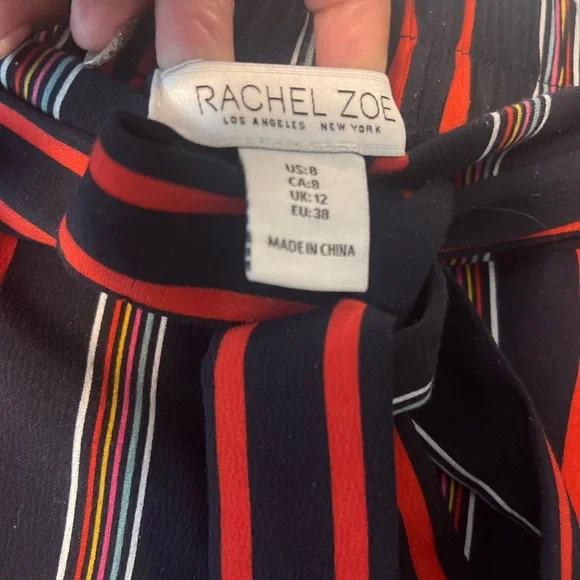 RACHEL ZOE
LOS ANGELES NEW YORK
US:8
CA:8
UK:12
EU:38
MADE IN CHINA